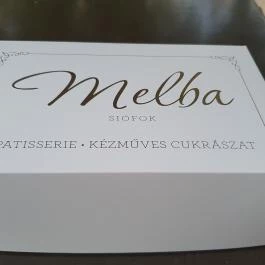 Melba
SIÓFOK
PATISSERIE • KÉZMŰVES CUKRÁSZAT